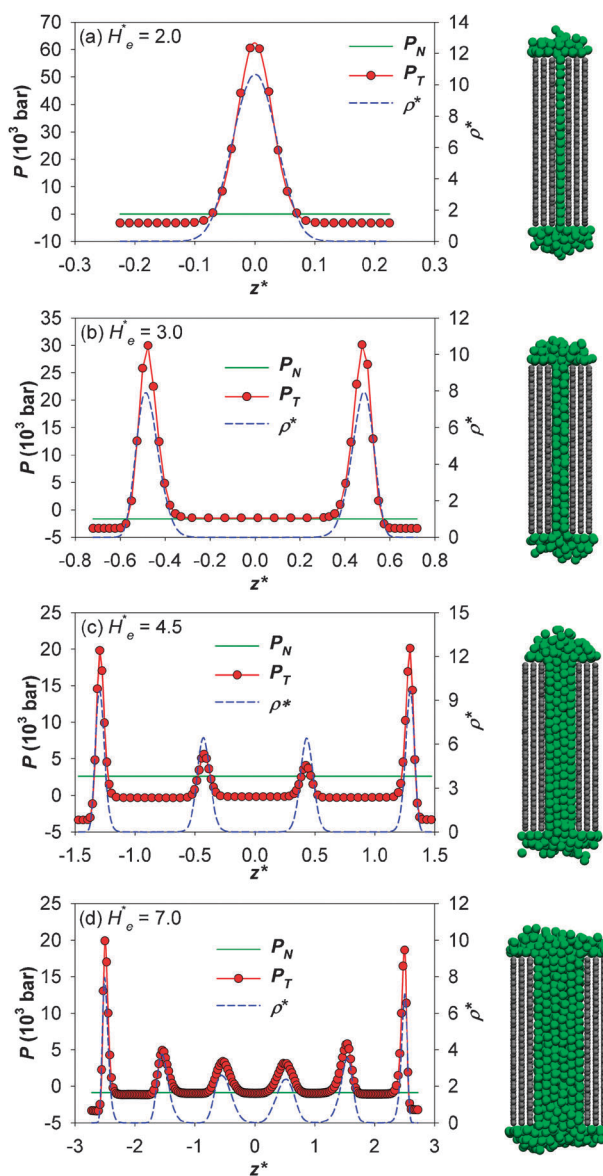 (a) H*e = 2.0
PN
PT
ρ*
P (10³ bar)
70
60
50
40
30
20
10
0
-10
14
12
10
8
6
4
2
0
ρ*
-0.3 -0.2 -0.1 0.0 0.1 0.2 0.3
z*
(b) H*e = 3.0
PN
PT
ρ*
P (10³ bar)
35
30
25
20
15
10
5
0
-5
12
10
8
6
4
2
0
ρ*
-0.8 -0.6 -0.4 -0.2 0.0 0.2 0.4 0.6 0.8
z*
(c) H*e = 4.5
PN
PT
ρ*
P (10³ bar)
25
20
15
10
5
0
-5
15
12
9
6
3
0
ρ*
-1.5 -1.0 -0.5 0.0 0.5 1.0 1.5
z*
(d) H*e = 7.0
PN
PT
ρ*
P (10³ bar)
25
20
15
10
5
0
-5
12
10
8
6
4
2
0
ρ*
-3 -2 -1 0 1 2 3
z*